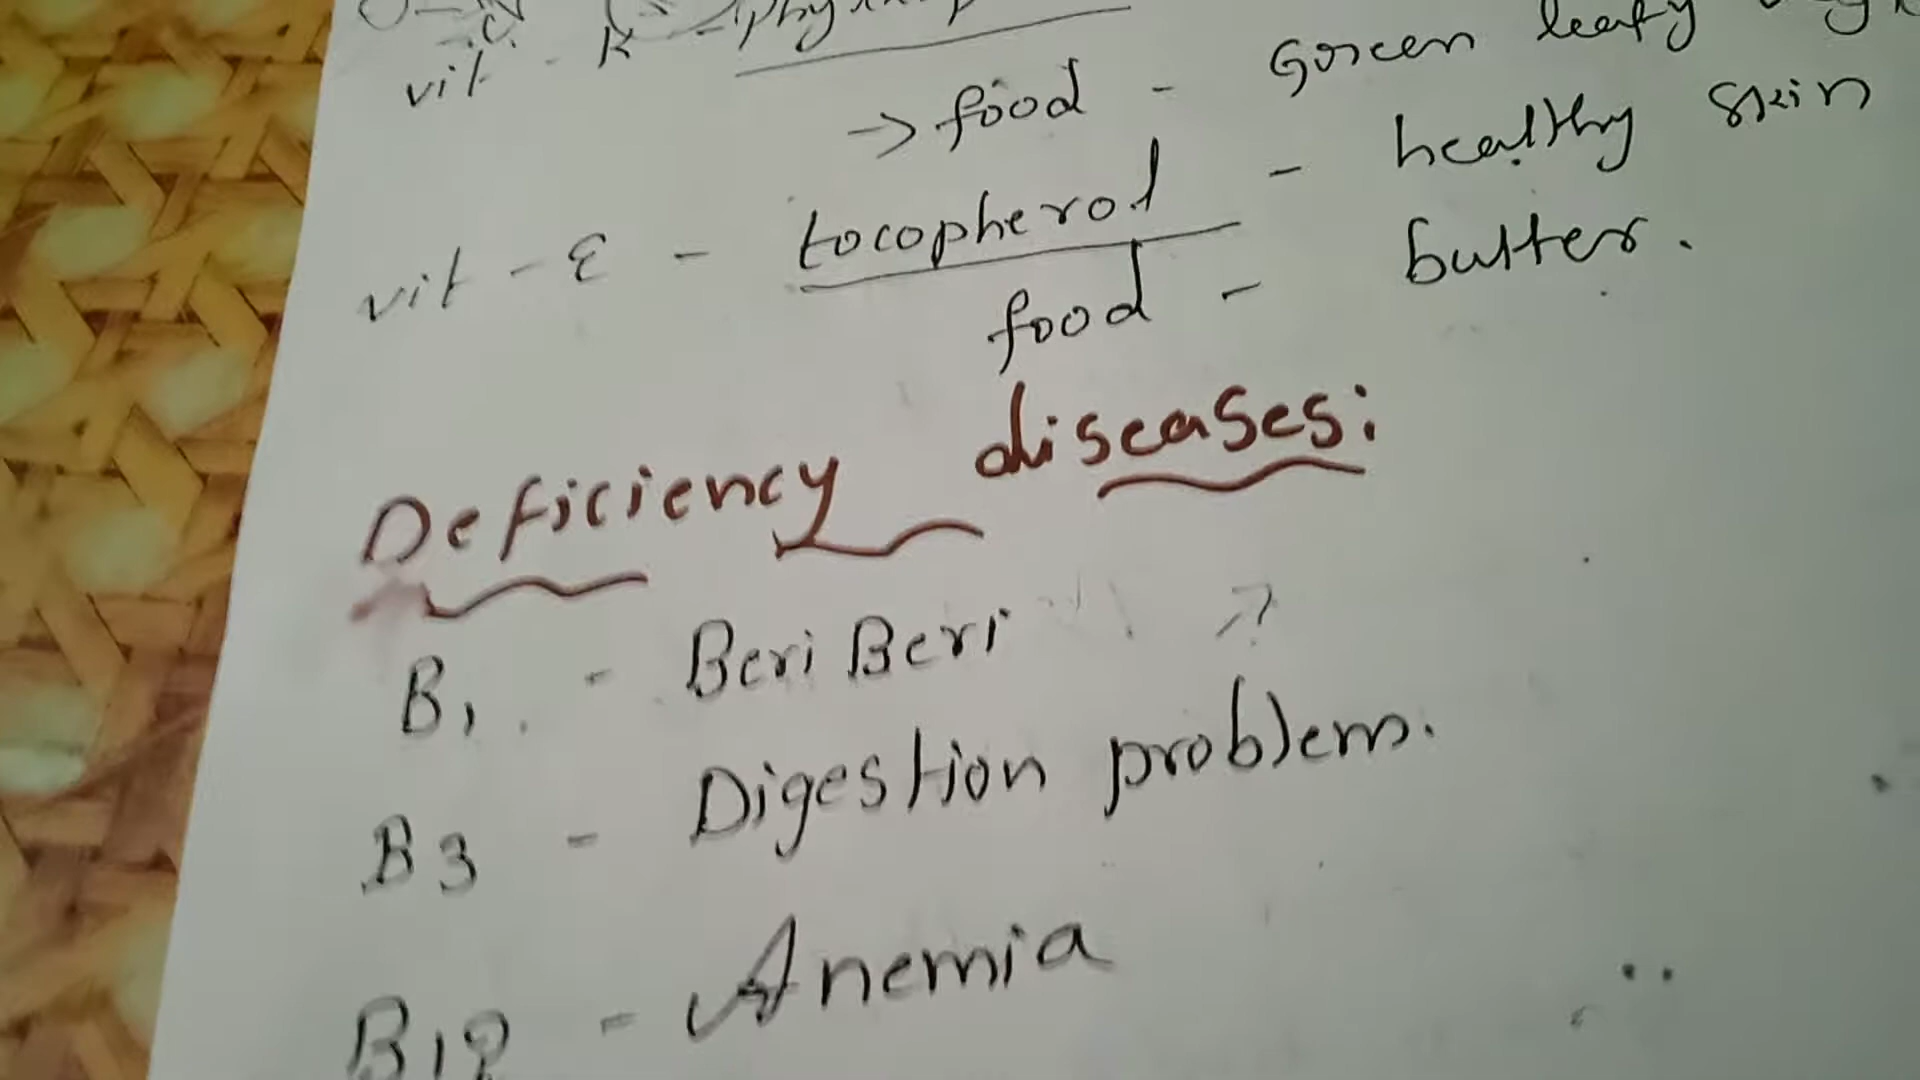 vit - K -
→ food - Green leafy
vit - E - tocopherol - healthy skin
food - butter.
Deficiency diseases:
B1 - Beri Beri
B3 - Digestion problem.
B12 - Anemia